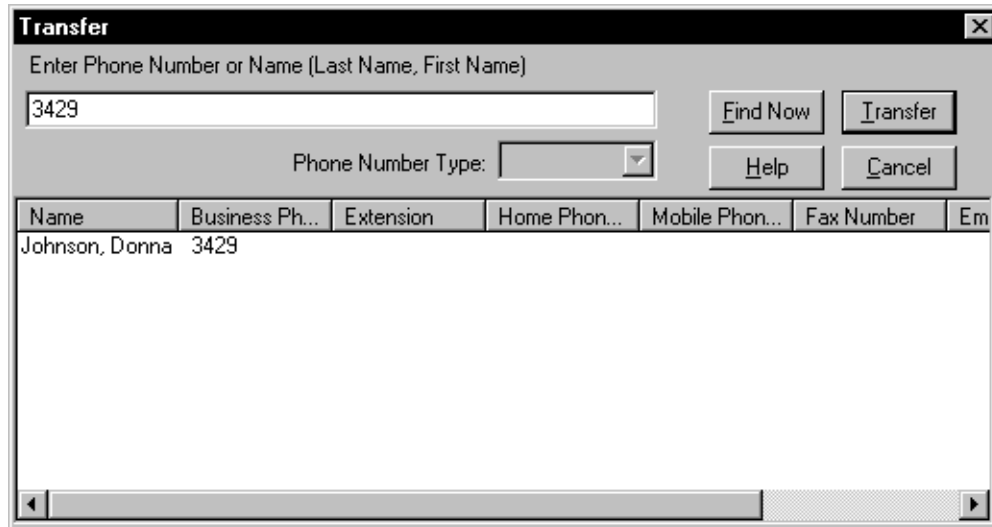 Transfer
Enter Phone Number or Name (Last Name, First Name)
3429
Find Now
Transfer
Phone Number Type:
Help
Cancel
Name Business Ph... Extension Home Phon... Mobile Phon... Fax Number Em
Johnson, Donna 3429